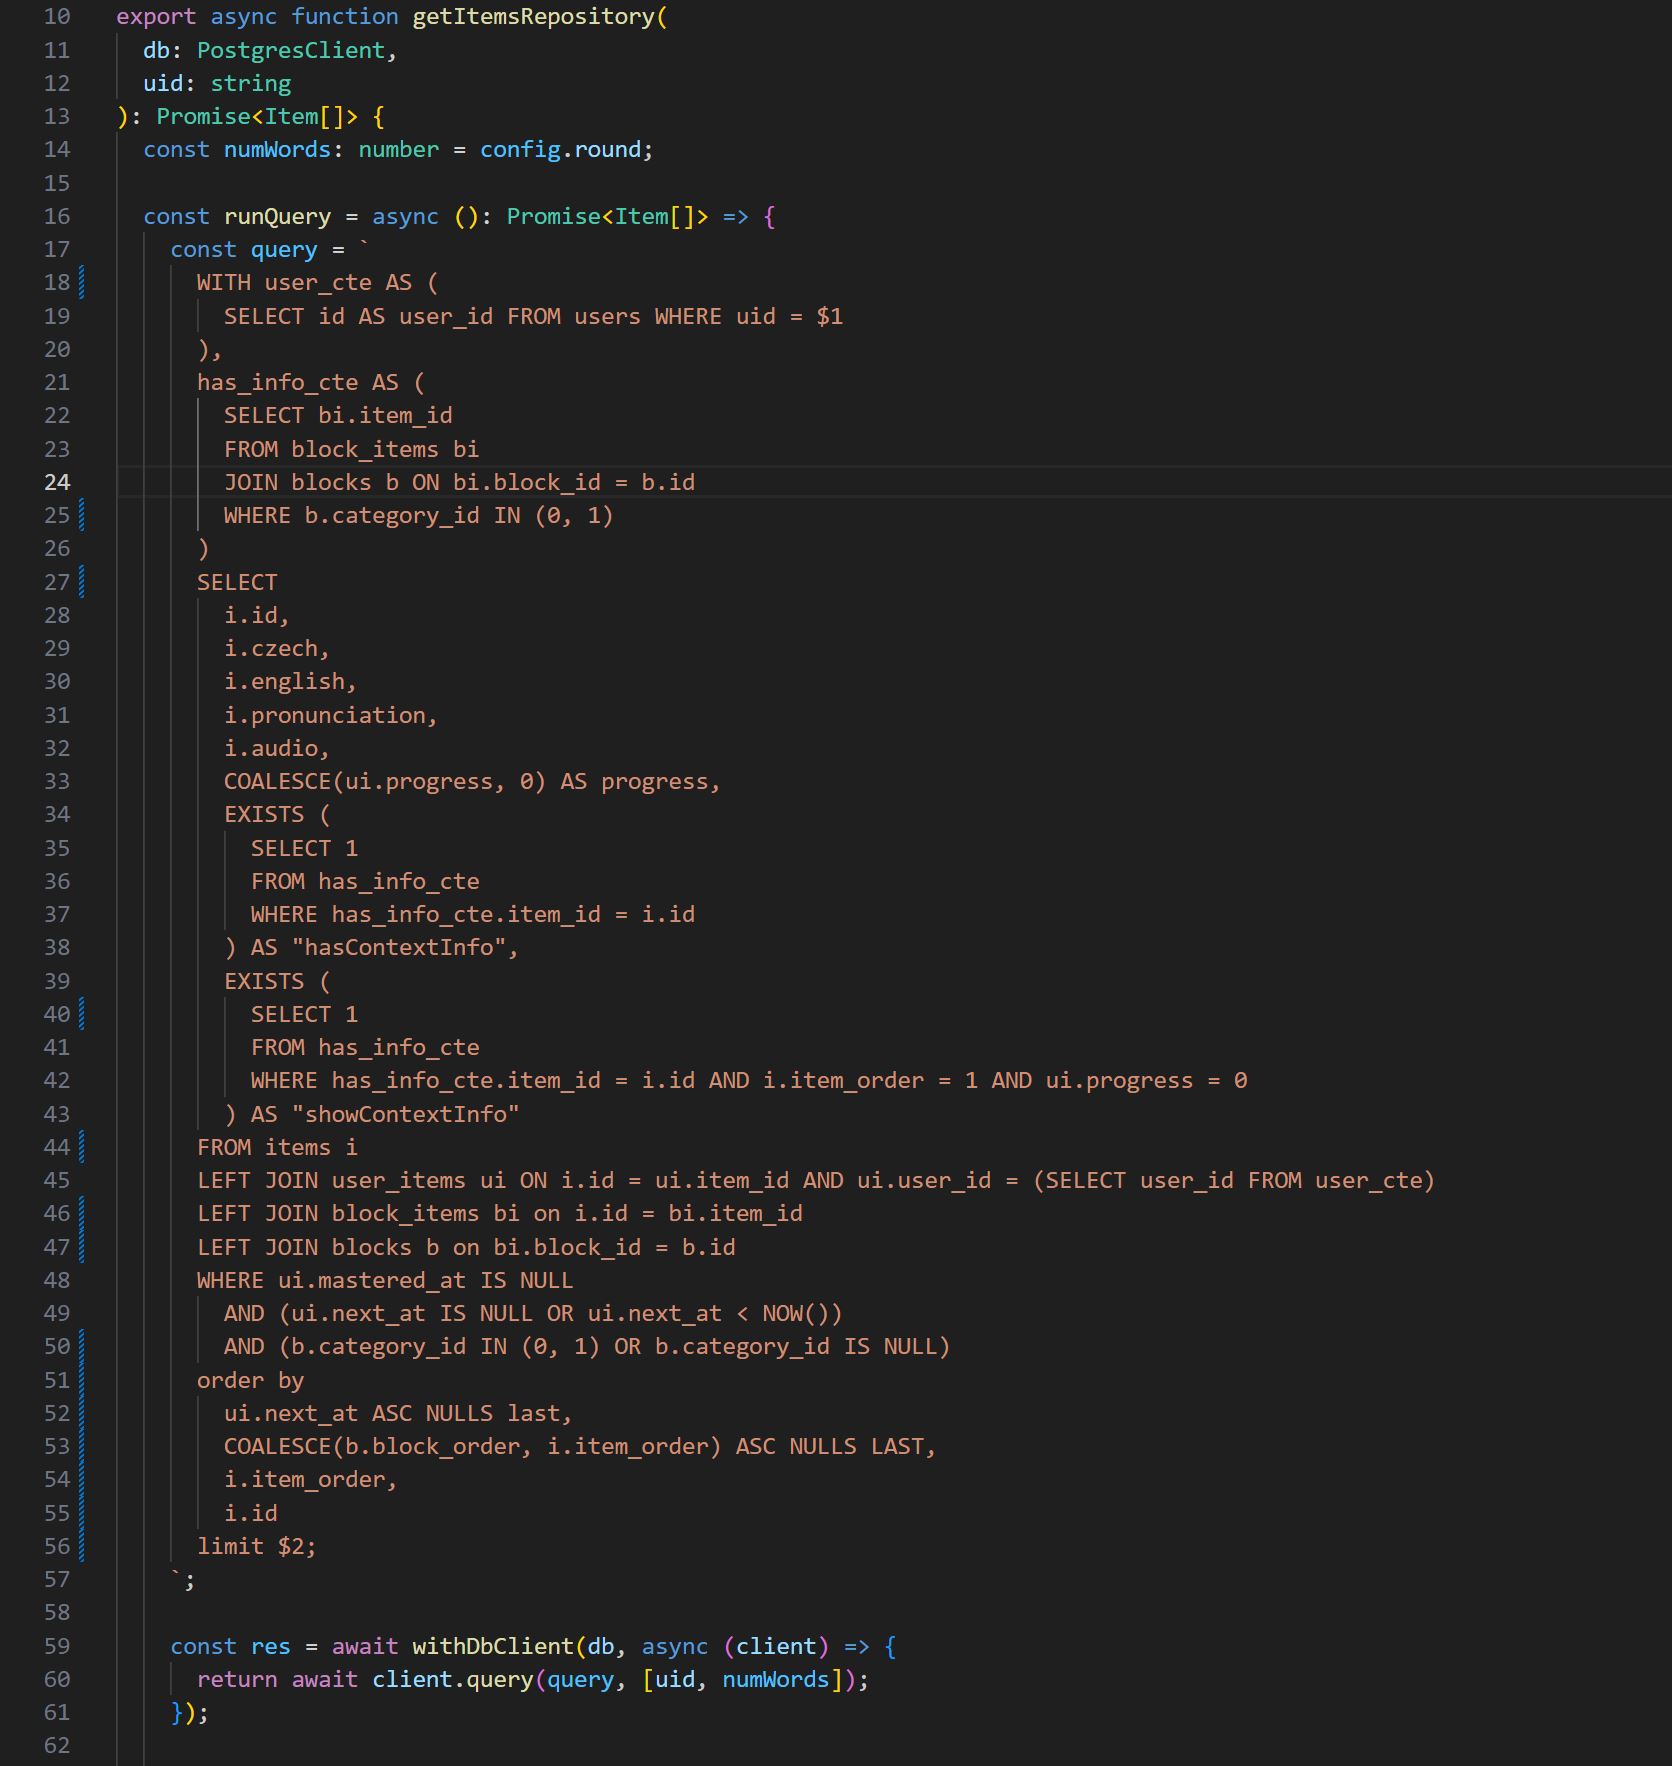 10 export async function getItemsRepository(
11 db: PostgresClient,
12 uid: string
13 ): Promise<Item[]> {
14 const numWords: number = config.round;
15
16 const runQuery = async (): Promise<Item[]> => {
17 const query = `
18 WITH user_cte AS (
19 SELECT id AS user_id FROM users WHERE uid = $1
20 ),
21 has_info_cte AS (
22 SELECT bi.item_id
23 FROM block_items bi
24 JOIN blocks b ON bi.block_id = b.id
25 WHERE b.category_id IN (0, 1)
26 )
27 SELECT
28 i.id,
29 i.czech,
30 i.english,
31 i.pronunciation,
32 i.audio,
33 COALESCE(ui.progress, 0) AS progress,
34 EXISTS (
35 SELECT 1
36 FROM has_info_cte
37 WHERE has_info_cte.item_id = i.id
38 ) AS "hasContextInfo",
39 EXISTS (
40 SELECT 1
41 FROM has_info_cte
42 WHERE has_info_cte.item_id = i.id AND i.item_order = 1 AND ui.progress = 0
43 ) AS "showContextInfo"
44 FROM items i
45 LEFT JOIN user_items ui ON i.id = ui.item_id AND ui.user_id = (SELECT user_id FROM user_cte)
46 LEFT JOIN block_items bi on i.id = bi.item_id
47 LEFT JOIN blocks b on bi.block_id = b.id
48 WHERE ui.mastered_at IS NULL
49 AND (ui.next_at IS NULL OR ui.next_at < NOW())
50 AND (b.category_id IN (0, 1) OR b.category_id IS NULL)
51 order by
52 ui.next_at ASC NULLS last,
53 COALESCE(b.block_order, i.item_order) ASC NULLS LAST,
54 i.item_order,
55 i.id
56 limit $2;
57 `;
58
59 const res = await withDbClient(db, async (client) => {
60 return await client.query(query, [uid, numWords]);
61 });
62